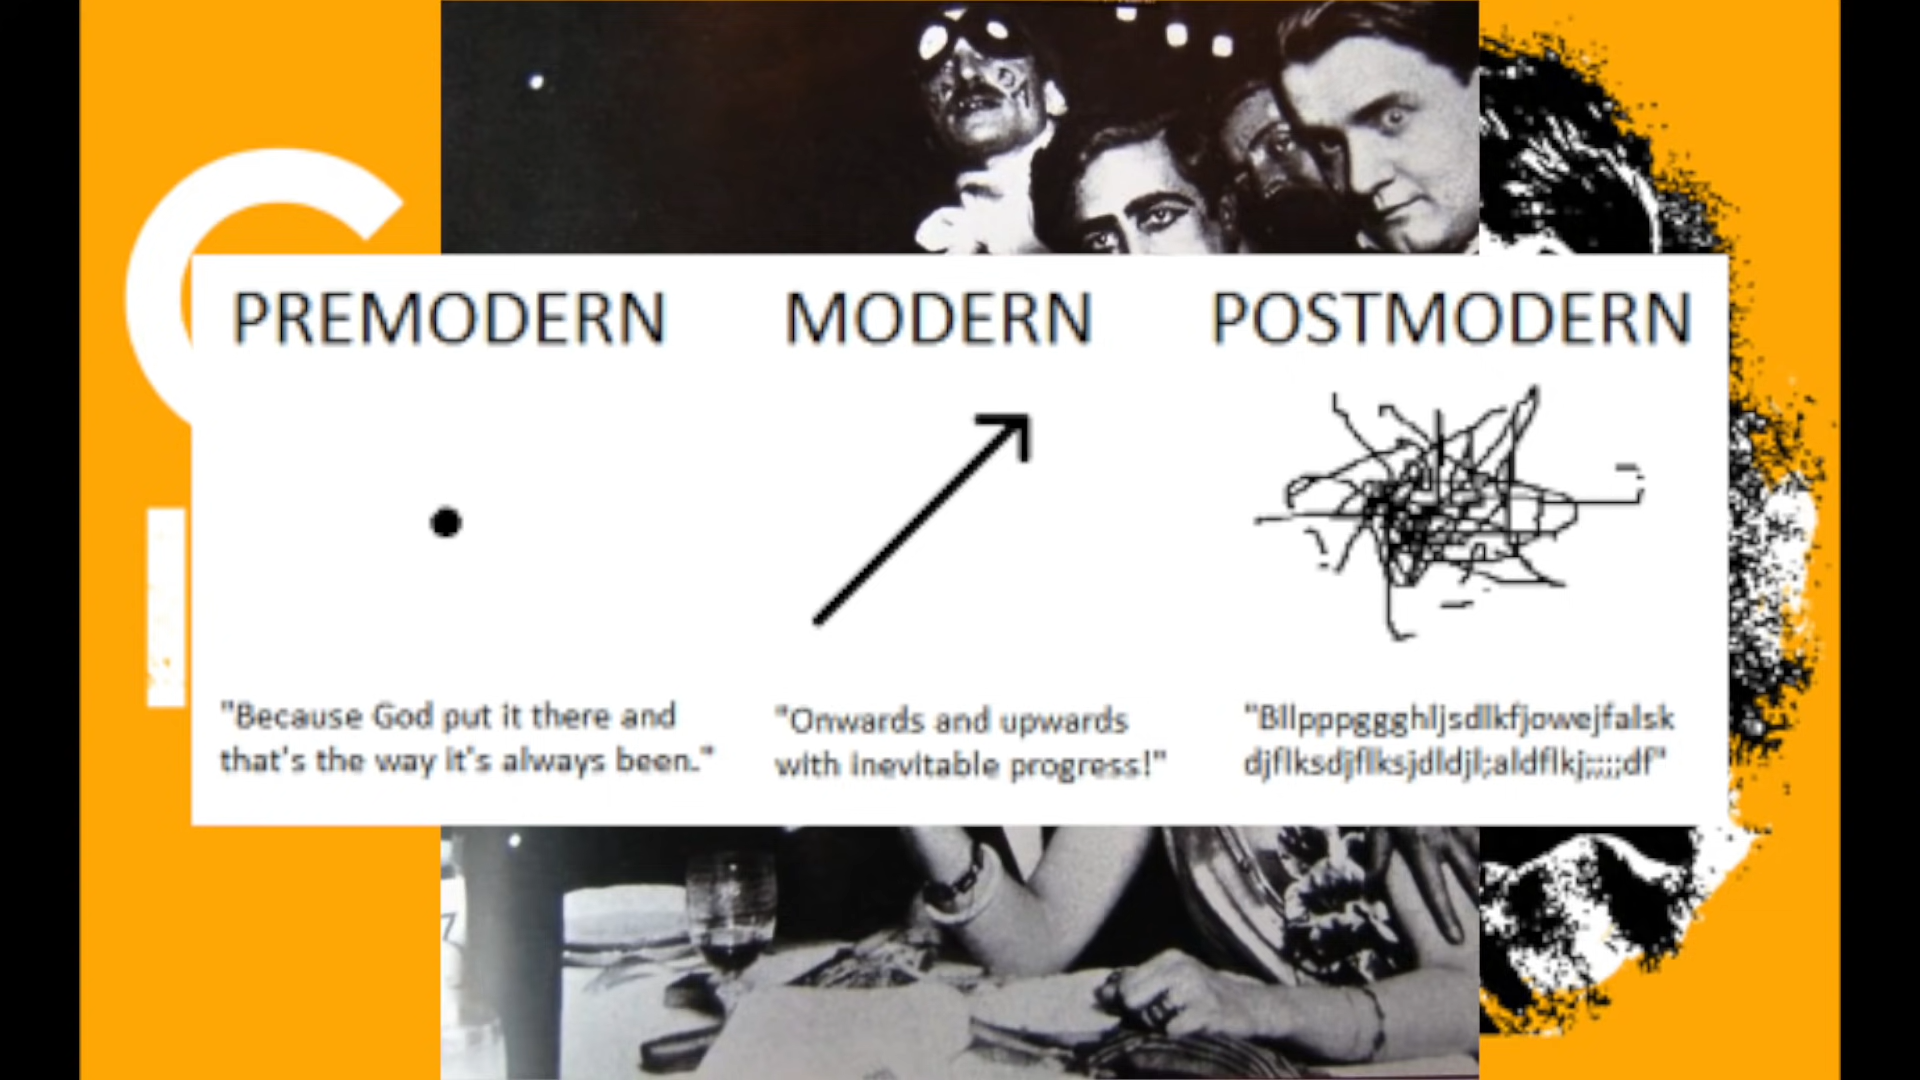 PREMODERN MODERN POSTMODERN
"Because God put it there and
that's the way it's always been."
"Onwards and upwards
with inevitable progress!"
"Bllpppggghljsdlkfjowejfalsk
djflksdjflksjdldjl;aldflkj;;;;df"